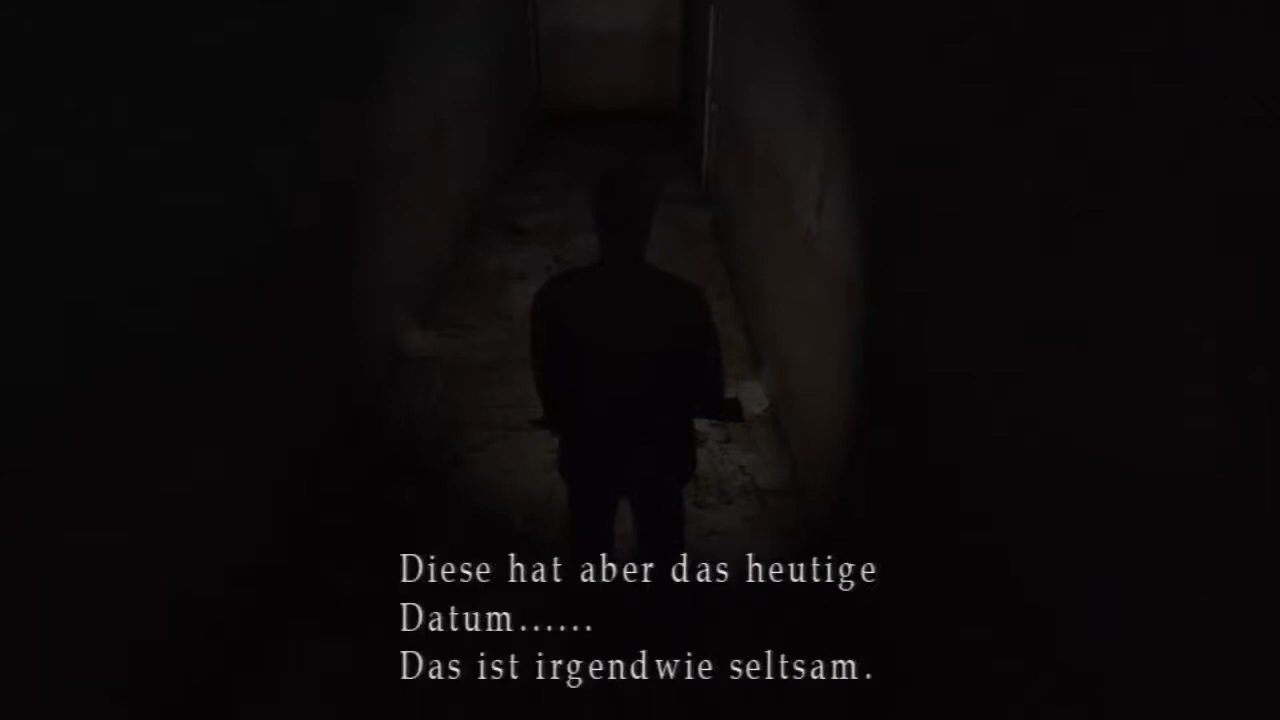 Diese hat aber das heutige
Datum......
Das ist irgendwie seltsam.